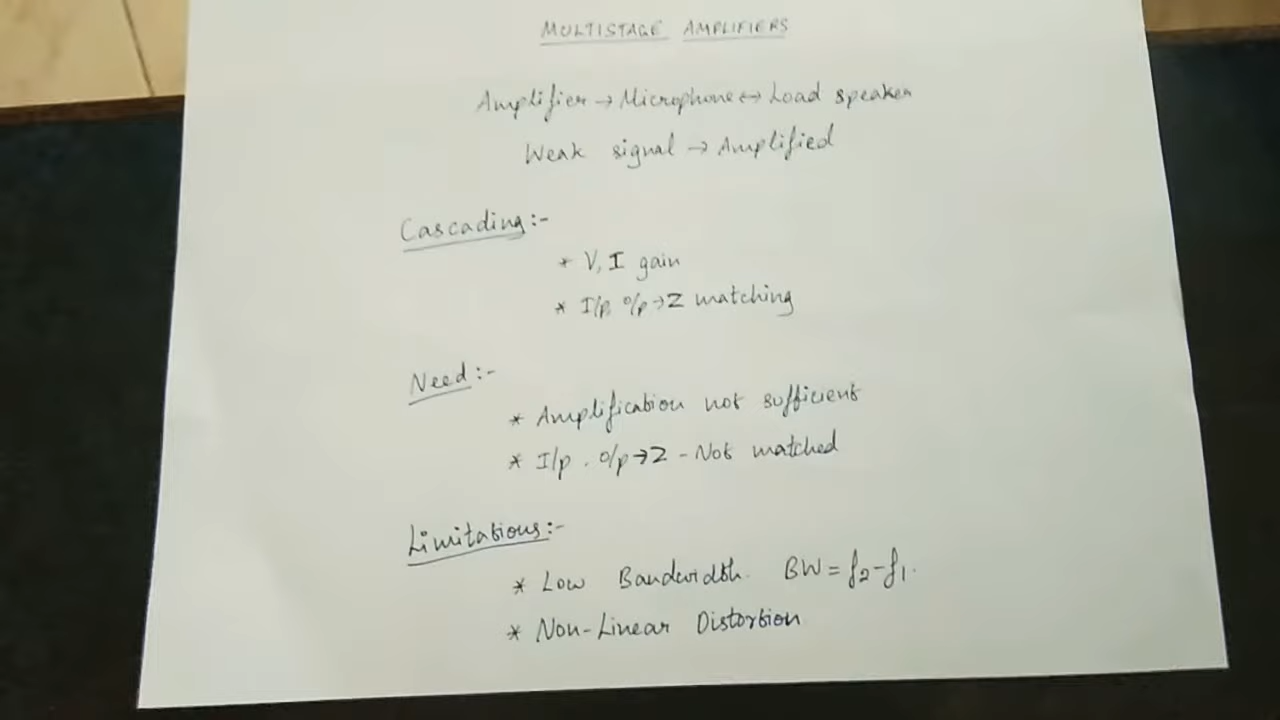 MULTISTAGE AMPLIFIERS
Amplifier → Microphone ↔ Load speaker
Weak signal → Amplified
Cascading:-
* V, I gain
* I/p, o/p → Z matching
Need:-
* Amplification not sufficient
* I/p . o/p → Z - Not matched
Limitations:-
* Low Bandwidth. BW = f2-f1.
* Non-Linear Distortion